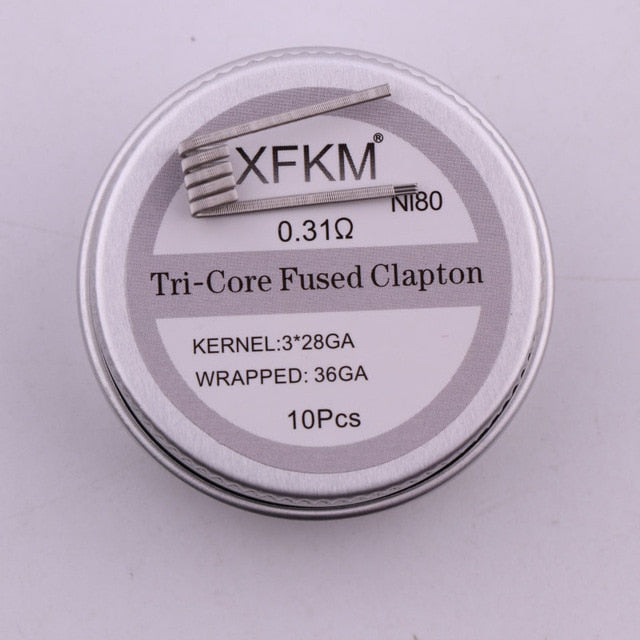 XFKM®
Ni80
0.31Ω
Tri-Core Fused Clapton
KERNEL:3*28GA
WRAPPED: 36GA
10Pcs